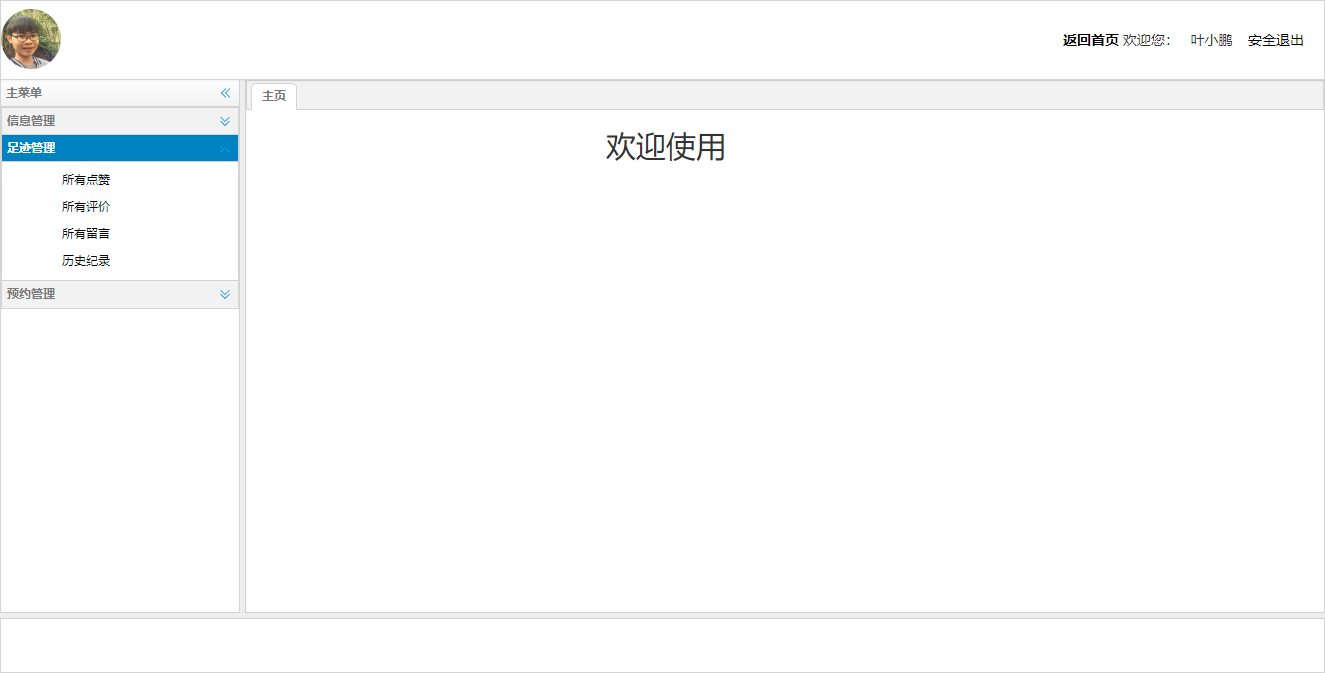 返回首页 欢迎您： 叶小鹏 安全退出
主菜单
信息管理
足迹管理
所有点赞
所有评价
所有留言
历史纪录
预约管理
主页
欢迎使用